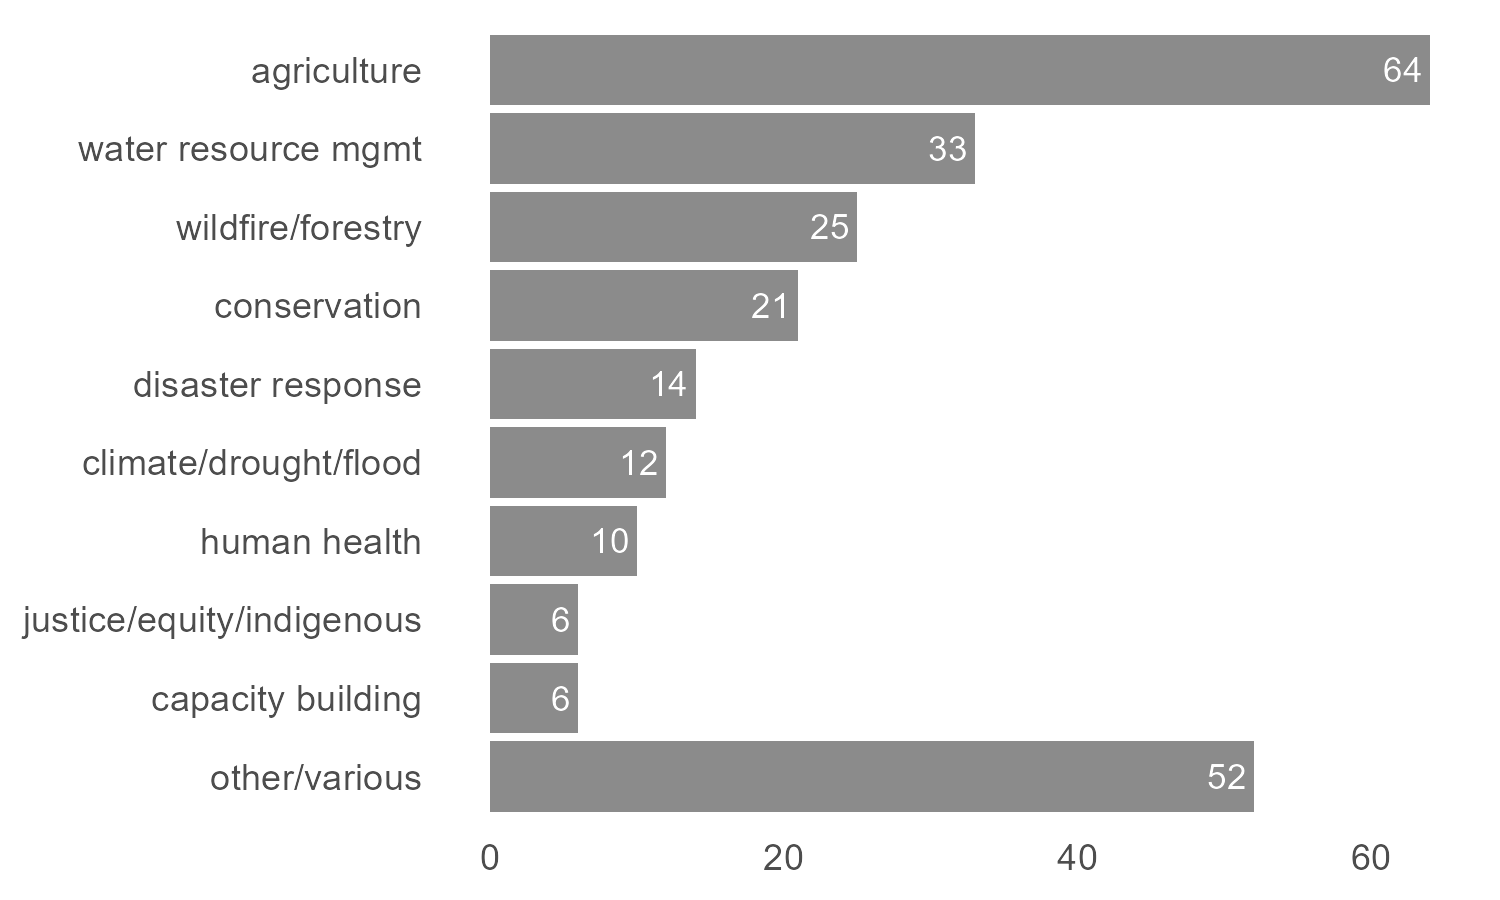 agriculture 64
water resource mgmt 33
wildfire/forestry 25
conservation 21
disaster response 14
climate/drought/flood 12
human health 10
justice/equity/indigenous 6
capacity building 6
other/various 52
0 20 40 60